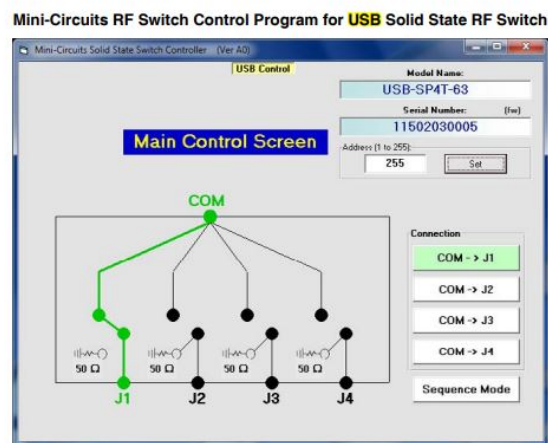 Mini-Circuits RF Switch Control Program for USB Solid State RF Switch
Mini-Circuits Solid State Switch Controller (Ver A0)
USB Control
Model Name:
USB-SP4T-63
Serial Number: (fw)
11502030005
Main Control Screen
Address (1 to 255):
255 Set
COM
Connection
COM - > J1
COM -> J2
COM -> J3
COM -> J4
50 Ω 50 Ω 50 Ω 50 Ω
J1 J2 J3 J4
Sequence Mode